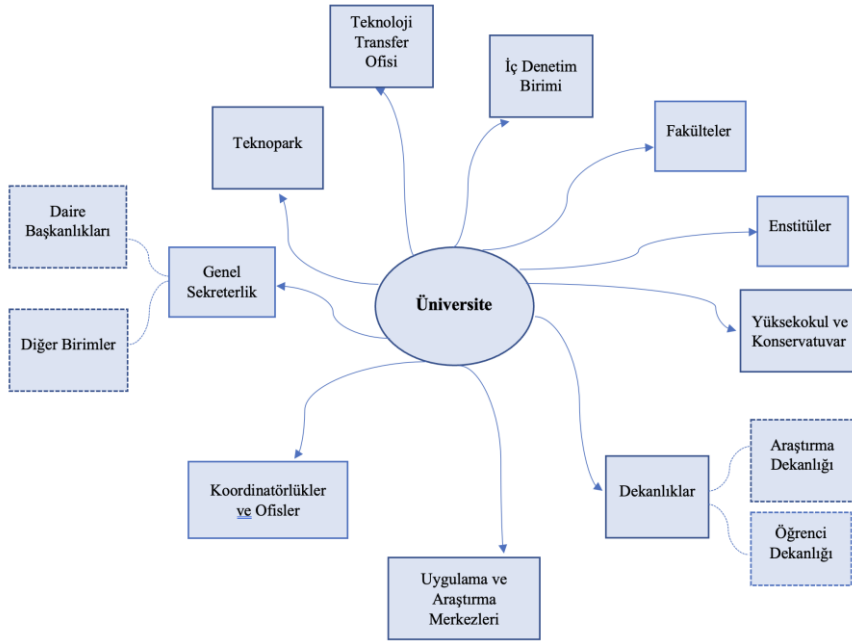 Teknoloji
Transfer
Ofisi
İç Denetim
Birimi
Fakülteler
Teknopark
Enstitüler
Daire
Başkanlıkları
Genel
Sekreterlik
Üniversite
Yüksekokul ve
Konservatuvar
Diğer Birimler
Araştırma
Dekanlığı
Dekanlıklar
Koordinatörlükler
ve Ofisler
Öğrenci
Dekanlığı
Uygulama ve
Araştırma
Merkezleri